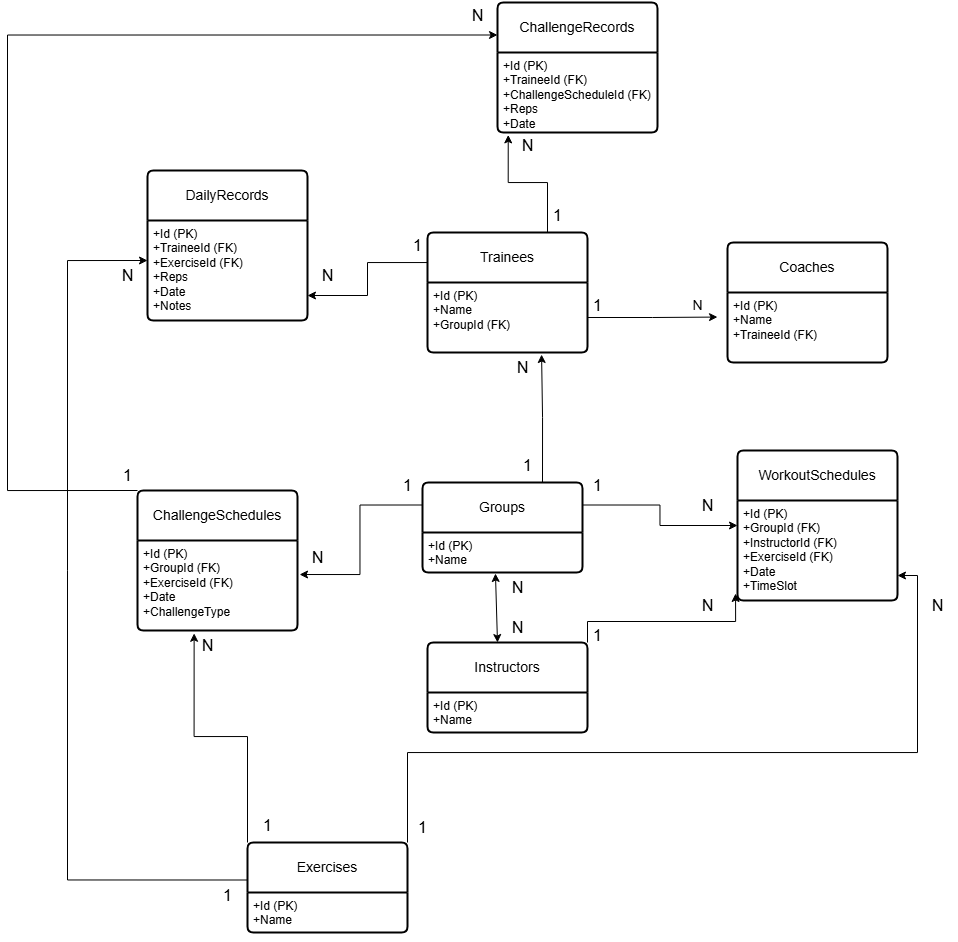 N
ChallengeRecords
+Id (PK)
+TraineeId (FK)
+ChallengeScheduleId (FK)
+Reps
+Date
N
DailyRecords
+Id (PK)
+TraineeId (FK)
+ExerciseId (FK)
+Reps
+Date
+Notes
N
N
1
1
Trainees
+Id (PK)
+Name
+GroupId (FK)
1
N
Coaches
+Id (PK)
+Name
+TraineeId (FK)
N
1
1
ChallengeSchedules
+Id (PK)
+GroupId (FK)
+ExerciseId (FK)
+Date
+ChallengeType
N
1
Groups
+Id (PK)
+Name
1
N
WorkoutSchedules
+Id (PK)
+GroupId (FK)
+InstructorId (FK)
+ExerciseId (FK)
+Date
+TimeSlot
N
N
N
N
1
N
Instructors
+Id (PK)
+Name
1
1
1
Exercises
+Id (PK)
+Name